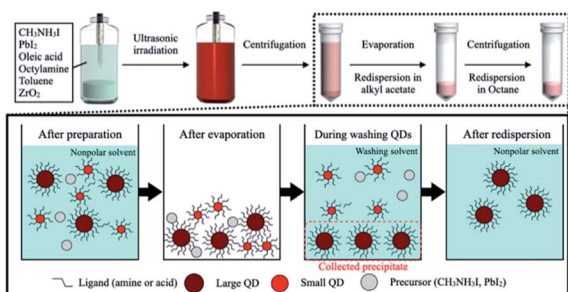 CH3NH3I
PbI2
Oleic acid
Octylamine
Toluene
ZrO2
Ultrasonic
irradiation
Centrifugation
Evaporation
Redispersion in
alkyl acetate
Centrifugation
Redispersion
in Octane
After preparation
Nonpolar solvent
After evaporation
During washing QDs
Washing solvent
Collected precipitate
After redispersion
Nonpolar solvent
Ligand (amine or acid)
Large QD
Small QD
Precursor (CH3NH3I, PbI2)